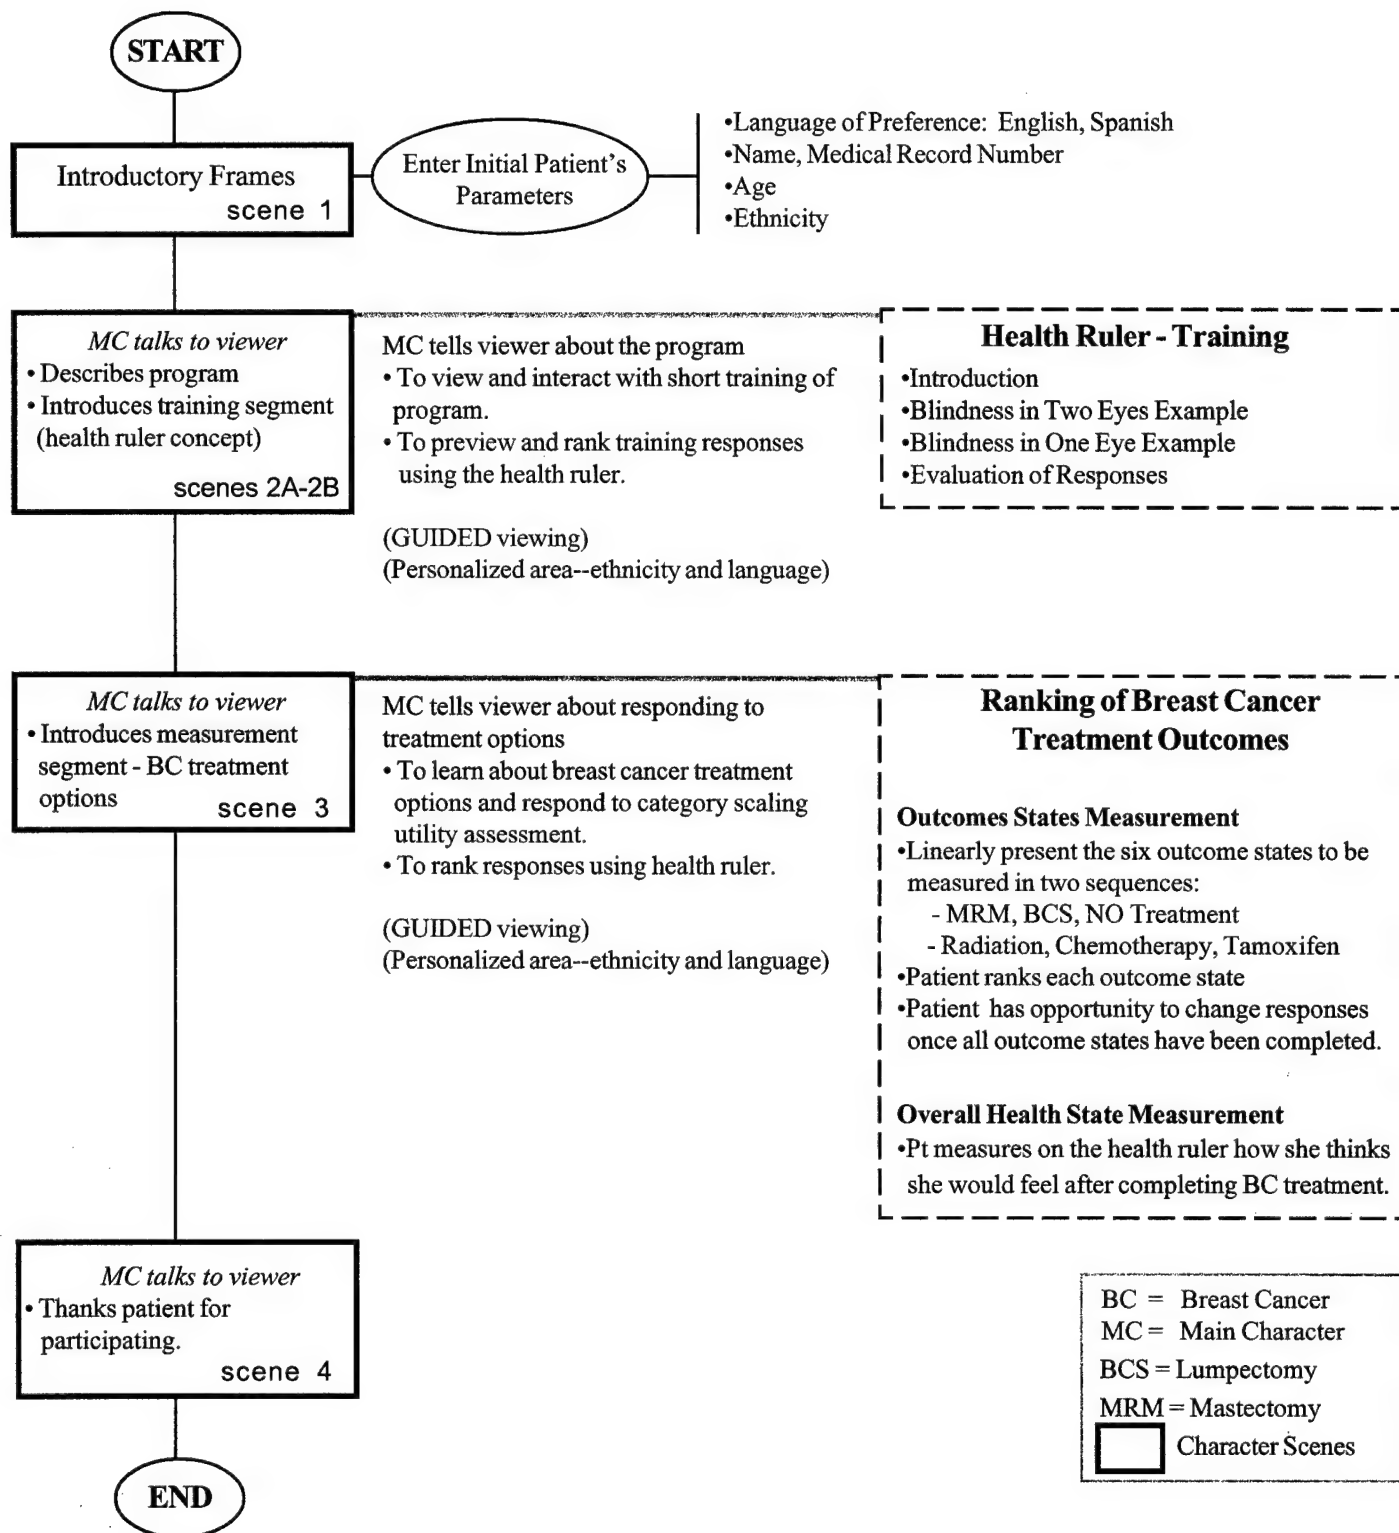 START
Introductory Frames
scene 1
Enter Initial Patient's
Parameters
•Language of Preference: English, Spanish
•Name, Medical Record Number
•Age
•Ethnicity
MC talks to viewer
• Describes program
• Introduces training segment
(health ruler concept)
scenes 2A-2B
MC tells viewer about the program
• To view and interact with short training of
program.
• To preview and rank training responses
using the health ruler.
(GUIDED viewing)
(Personalized area--ethnicity and language)
Health Ruler - Training
•Introduction
•Blindness in Two Eyes Example
•Blindness in One Eye Example
•Evaluation of Responses
MC talks to viewer
• Introduces measurement
segment - BC treatment
options
scene 3
MC tells viewer about responding to
treatment options
• To learn about breast cancer treatment
options and respond to category scaling
utility assessment.
• To rank responses using health ruler.
(GUIDED viewing)
(Personalized area--ethnicity and language)
Ranking of Breast Cancer
Treatment Outcomes
Outcomes States Measurement
•Linearly present the six outcome states to be
measured in two sequences:
- MRM, BCS, NO Treatment
- Radiation, Chemotherapy, Tamoxifen
•Patient ranks each outcome state
•Patient has opportunity to change responses
once all outcome states have been completed.
Overall Health State Measurement
•Pt measures on the health ruler how she thinks
she would feel after completing BC treatment.
MC talks to viewer
• Thanks patient for
participating.
scene 4
END
BC = Breast Cancer
MC = Main Character
BCS = Lumpectomy
MRM = Mastectomy
Character Scenes